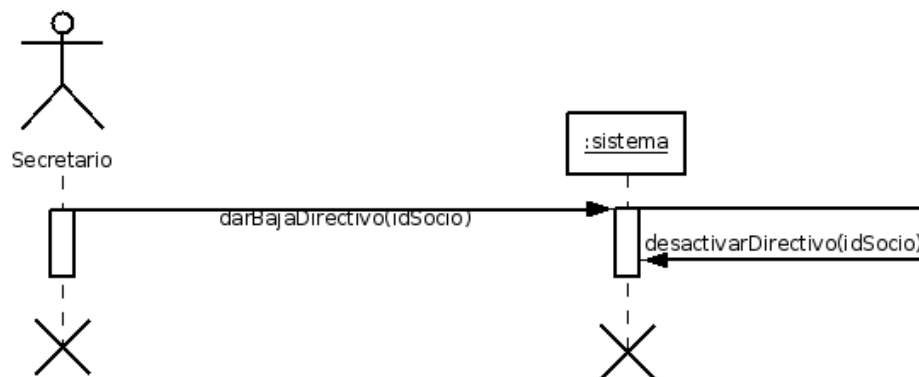 :sistema
Secretario
darBajaDirectivo(idSocio)
desactivarDirectivo(idSocio)